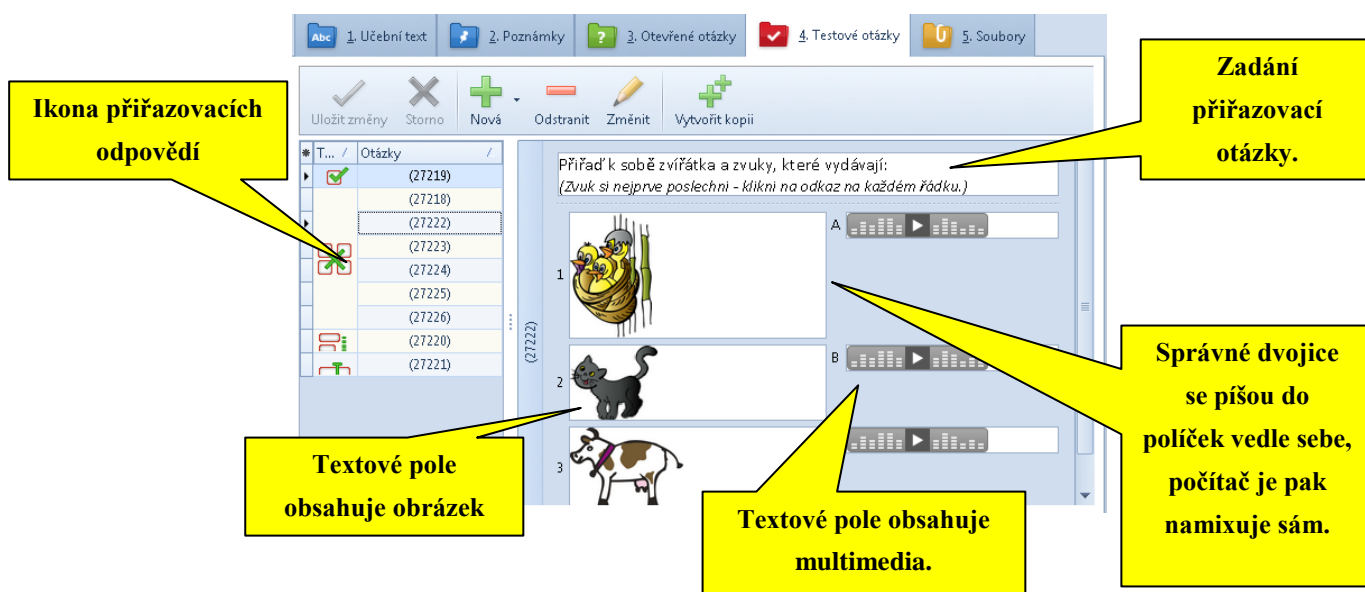 Abc 1. Učební text 2. Poznámky ? 3. Otevřené otázky 4. Testové otázky 5. Soubory
Uložit změny Storno Nová Odstranit Změnit Vytvořit kopii
Ikona přiřazovacích
odpovědí
Zadání
přiřazovací
otázky.
T... / Otázky /
(27219)
(27218)
(27222)
(27223)
(27224)
(27225)
(27226)
(27220)
(27221)
(27222)
Přiřaď k sobě zvířátka a zvuky, které vydávají:
(Zvuk si nejprve poslechni - klikni na odkaz na každém řádku.)
1
A
2
B
3
Textové pole
obsahuje obrázek
Textové pole obsahuje
multimedia.
Správné dvojice
se píšou do
políček vedle sebe,
počítač je pak
namixuje sám.